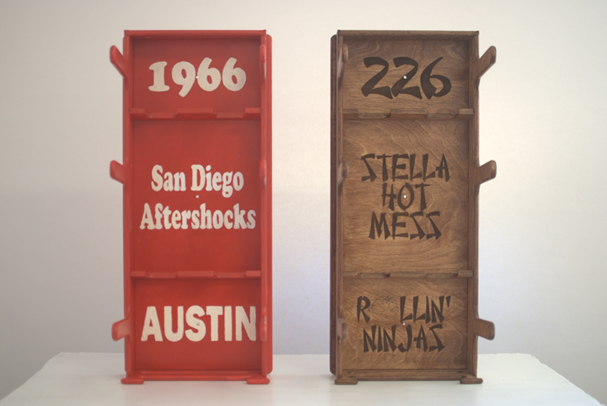 1966
San Diego
Aftershocks
AUSTIN
226
STELLA
HOT
MESS
R LLIN'
NINJAS